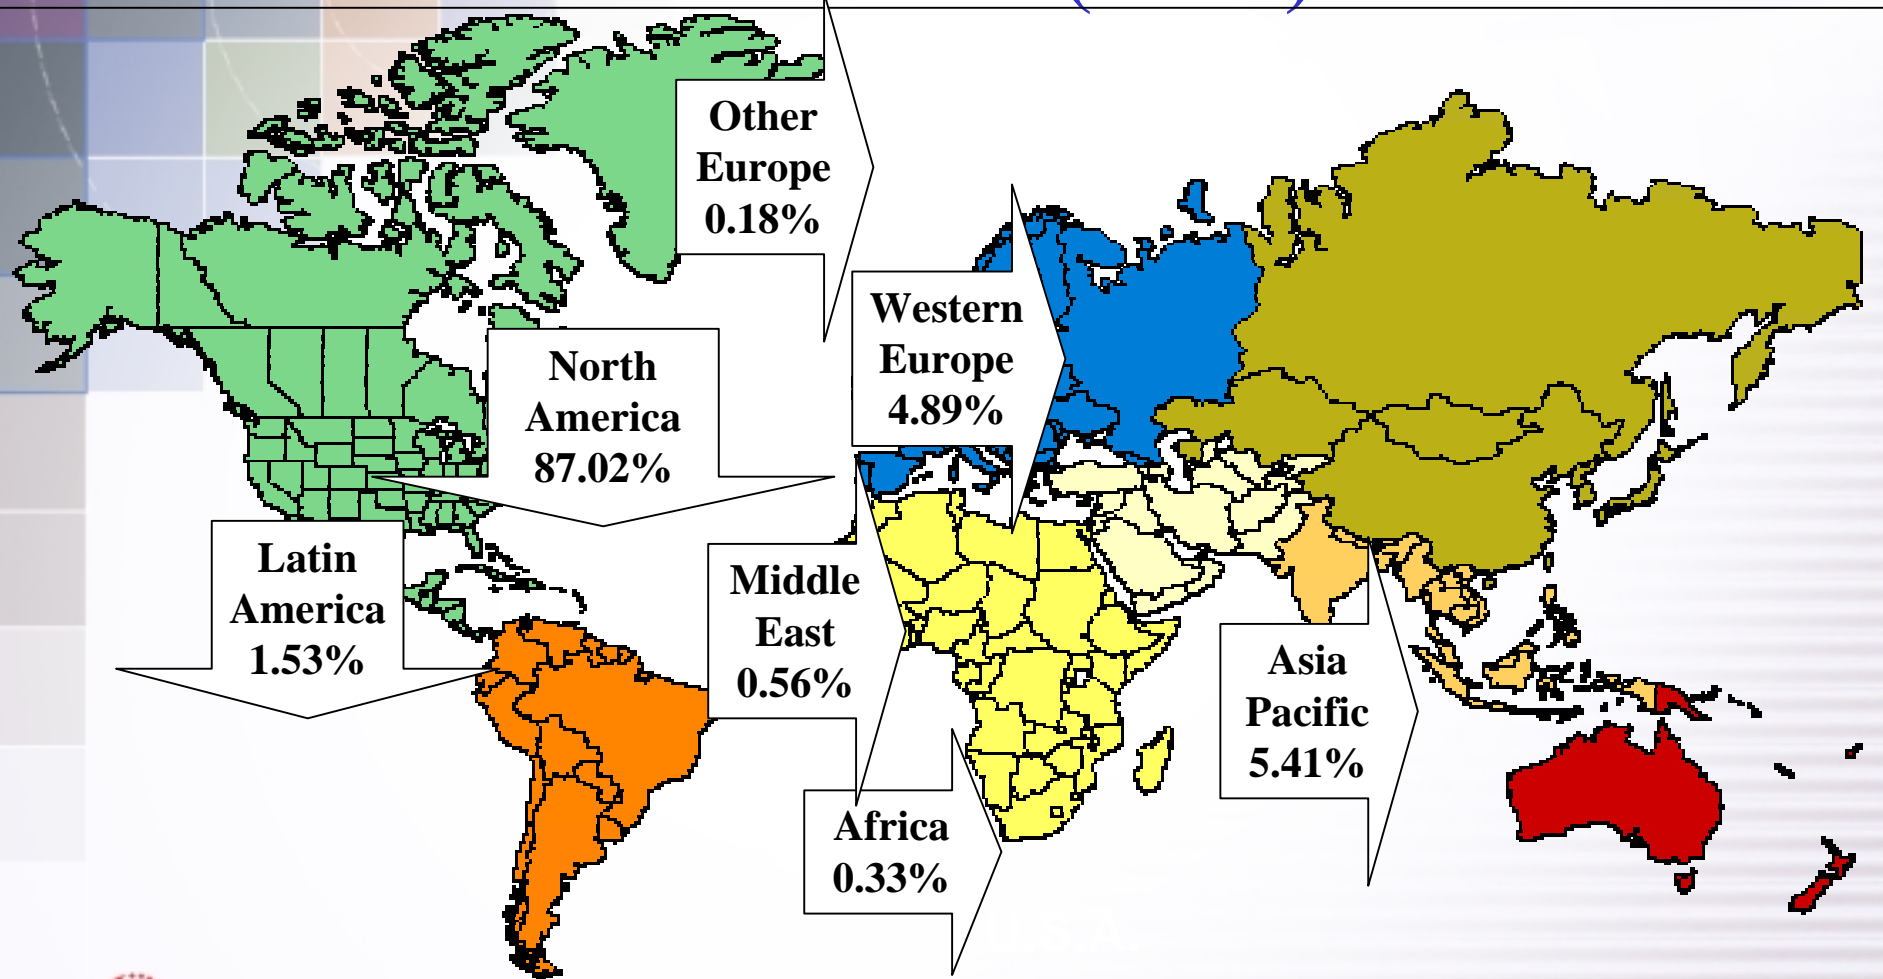 Other
Europe
0.18%
Western
Europe
4.89%
North
America
87.02%
Latin
America
1.53%
Middle
East
0.56%
Asia
Pacific
5.41%
Africa
0.33%
U.S.A.